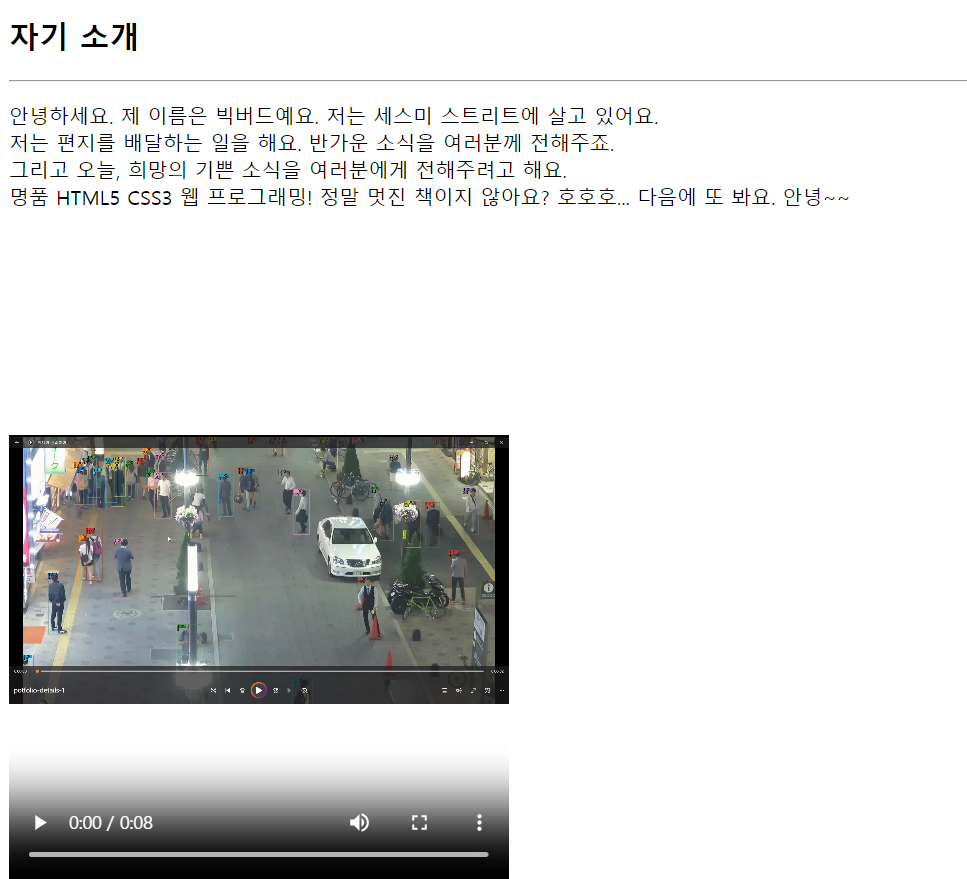 자기 소개
안녕하세요. 제 이름은 빅버드예요. 저는 세스미 스트리트에 살고 있어요.
저는 편지를 배달하는 일을 해요. 반가운 소식을 여러분께 전해주죠.
그리고 오늘, 희망의 기쁜 소식을 여러분에게 전해주려고 해요.
명품 HTML5 CSS3 웹 프로그래밍! 정말 멋진 책이지 않아요? 호호호... 다음에 또 봐요. 안녕~~
potfolio-details-1
0:00 / 0:08